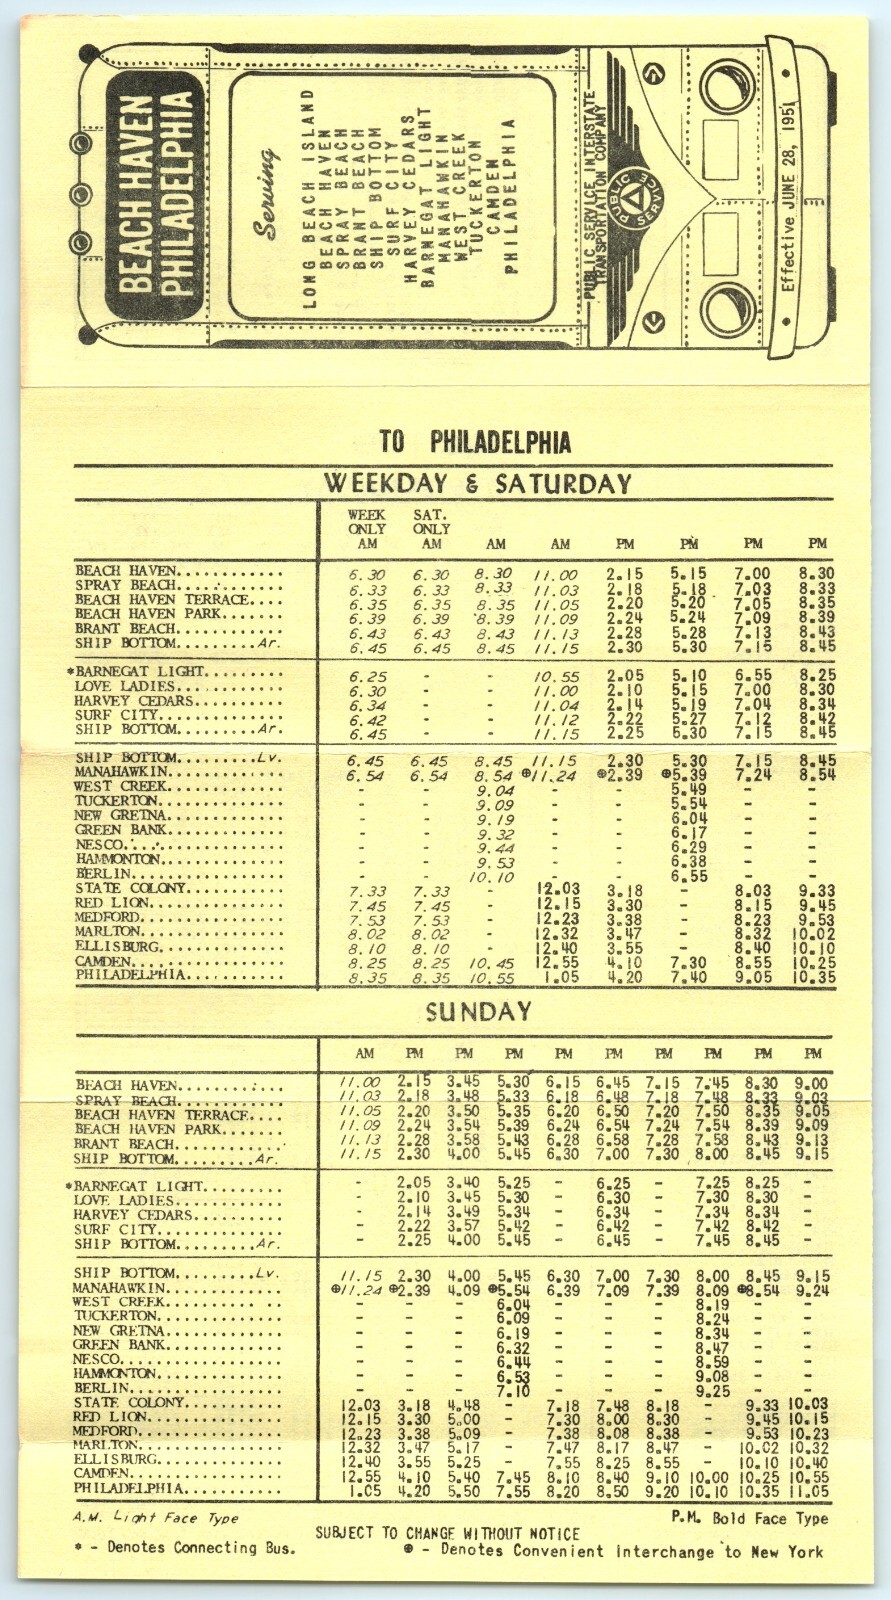 BEACH HAVEN
PHILADELPHIA
Serving
LONG BEACH ISLAND
BEACH HAVEN
SPRAY BEACH
BRANT BEACH
SHIP BOTTOM
SURF CITY
HARVEY CEDARS
BARNEGAT LIGHT
MANAHAWKIN
WEST CREEK
TUCKERTON
CAMDEN
PHILADELPHIA
PUBLIC SERVICE INTERSTATE
TRANSPORTATION COMPANY
PUBLIC SERVICE
Effective JUNE 28, 1951
TO PHILADELPHIA
WEEKDAY & SATURDAY
WEEK ONLY AM SAT. ONLY AM AM AM PM PM PM PM
BEACH HAVEN............ 6.30 6.30 8.30 11.00 2.15 5.15 7.00 8.30
SPRAY BEACH............ 6.33 6.33 8.33 11.03 2.18 5.18 7.03 8.33
BEACH HAVEN TERRACE.... 6.35 6.35 8.35 11.05 2.20 5.20 7.05 8.35
BEACH HAVEN PARK....... 6.39 6.39 8.39 11.09 2.24 5.24 7.09 8.39
BRANT BEACH............ 6.43 6.43 8.43 11.13 2.28 5.28 7.13 8.43
SHIP BOTTOM.........Ar. 6.45 6.45 8.45 11.15 2.30 5.30 7.15 8.45
*BARNEGAT LIGHT......... 6.25 - - 10.55 2.05 5.10 6.55 8.25
LOVE LADIES............ 6.30 - - 11.00 2.10 5.15 7.00 8.30
HARVEY CEDARS.......... 6.34 - - 11.04 2.14 5.19 7.04 8.34
SURF CITY.............. 6.42 - - 11.12 2.22 5.27 7.12 8.42
SHIP BOTTOM.........Ar. 6.45 - - 11.15 2.25 5.30 7.15 8.45
SHIP BOTTOM.........Lv. 6.45 6.45 8.45 11.15 2.30 5.30 7.15 8.45
MANAHAWKIN............. 6.54 6.54 8.54 ⊕11.24 ⊕2.39 ⊕5.39 7.24 8.54
WEST CREEK............. - - 9.04 - - 5.49 - -
TUCKERTON.............. - - 9.09 - - 5.54 - -
NEW GRETNA............. - - 9.19 - - 6.04 - -
GREEN BANK............. - - 9.32 - - 6.17 - -
NESCO.................. - - 9.44 - - 6.29 - -
HAMMONTON.............. - - 9.53 - - 6.38 - -
BERLIN................. - - 10.10 - - 6.55 - -
STATE COLONY........... 7.33 7.33 - 12.03 3.18 - 8.03 9.33
RED LION............... 7.45 7.45 - 12.15 3.30 - 8.15 9.45
MEDFORD................ 7.53 7.53 - 12.23 3.38 - 8.23 9.53
MARLTON................ 8.02 8.02 - 12.32 3.47 - 8.32 10.02
ELLISBURG.............. 8.10 8.10 - 12.40 3.55 - 8.40 10.10
CAMDEN................. 8.25 8.25 10.45 12.55 4.10 7.30 8.55 10.25
PHILADELPHIA........... 8.35 8.35 10.55 1.05 4.20 7.40 9.05 10.35
SUNDAY
AM PM PM PM PM PM PM PM PM PM
BEACH HAVEN............ 11.00 2.15 3.45 5.30 6.15 6.45 7.15 7.45 8.30 9.00
SPRAY BEACH............ 11.03 2.18 3.48 5.33 6.18 6.48 7.18 7.48 8.33 9.03
BEACH HAVEN TERRACE.... 11.05 2.20 3.50 5.35 6.20 6.50 7.20 7.50 8.35 9.05
BEACH HAVEN PARK....... 11.09 2.24 3.54 5.39 6.24 6.54 7.24 7.54 8.39 9.09
BRANT BEACH............ 11.13 2.28 3.58 5.43 6.28 6.58 7.28 7.58 8.43 9.13
SHIP BOTTOM.........Ar. 11.15 2.30 4.00 5.45 6.30 7.00 7.30 8.00 8.45 9.15
*BARNEGAT LIGHT......... - 2.05 3.40 5.25 - 6.25 - 7.25 8.25 -
LOVE LADIES............ - 2.10 3.45 5.30 - 6.30 - 7.30 8.30 -
HARVEY CEDARS.......... - 2.14 3.49 5.34 - 6.34 - 7.34 8.34 -
SURF CITY.............. - 2.22 3.57 5.42 - 6.42 - 7.42 8.42 -
SHIP BOTTOM.........Ar. - 2.25 4.00 5.45 - 6.45 - 7.45 8.45 -
SHIP BOTTOM.........Lv. 11.15 2.30 4.00 5.45 6.30 7.00 7.30 8.00 8.45 9.15
MANAHAWKIN............. ⊕11.24 ⊕2.39 4.09 ⊕5.54 6.39 7.09 7.39 8.09 ⊕8.54 9.24
WEST CREEK............. - - - 6.04 - - - 8.19 - -
TUCKERTON.............. - - - 6.09 - - - 8.24 - -
NEW GRETNA............. - - - 6.19 - - - 8.34 - -
GREEN BANK............. - - - 6.32 - - - 8.47 - -
NESCO.................. - - - 6.44 - - - 8.59 - -
HAMMONTON.............. - - - 6.53 - - - 9.08 - -
BERLIN................. - - - 7.10 - - - 9.25 - -
STATE COLONY........... 12.03 3.18 4.48 - 7.18 7.48 8.18 - 9.33 10.03
RED LION............... 12.15 3.30 5.00 - 7.30 8.00 8.30 - 9.45 10.15
MEDFORD................ 12.23 3.38 5.09 - 7.38 8.08 8.38 - 9.53 10.23
MARLTON................ 12.32 3.47 5.17 - 7.47 8.17 8.47 - 10.02 10.32
ELLISBURG.............. 12.40 3.55 5.25 - 7.55 8.25 8.55 - 10.10 10.40
CAMDEN................. 12.55 4.10 5.40 7.45 8.10 8.40 9.10 10.00 10.25 10.55
PHILADELPHIA........... 1.05 4.20 5.50 7.55 8.20 8.50 9.20 10.10 10.35 11.05
A.M. Light Face Type P.M. Bold Face Type
SUBJECT TO CHANGE WITHOUT NOTICE
* - Denotes Connecting Bus. ⊕ - Denotes Convenient Interchange to New York